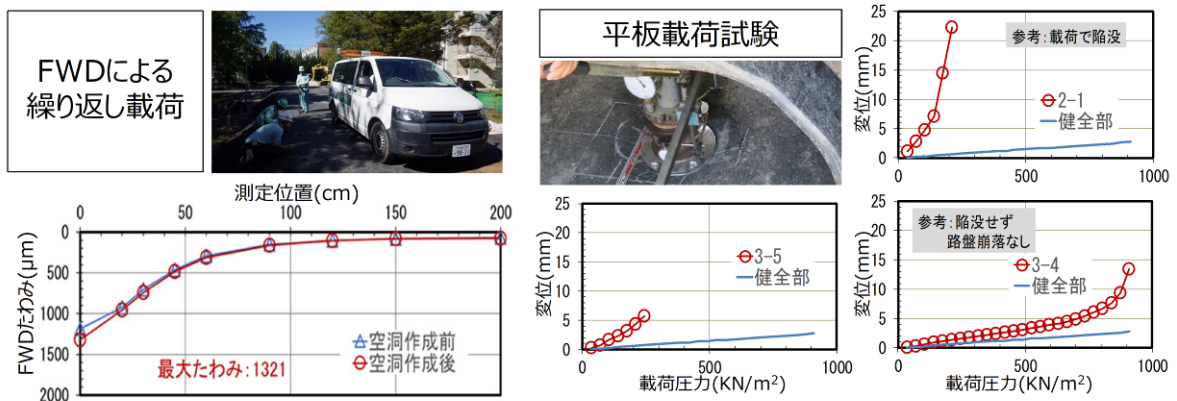 FWDによる
繰り返し載荷
測定位置(cm)
0 50 100 150 200
FWDたわみ(μm)
0
500
1000
1500
2000
空洞作成前
空洞作成後
最大たわみ:1321
平板載荷試験
変位(mm)
25
20
15
10
5
0
3-5
健全部
0 500 1000
載荷圧力(KN/m²)
変位(mm)
25
20
15
10
5
0
参考:載荷で陥没
2-1
健全部
0 500 1000
変位(mm)
25
20
15
10
5
0
参考:陥没せず
路盤崩落なし
3-4
健全部
0 500 1000
載荷圧力(KN/m²)